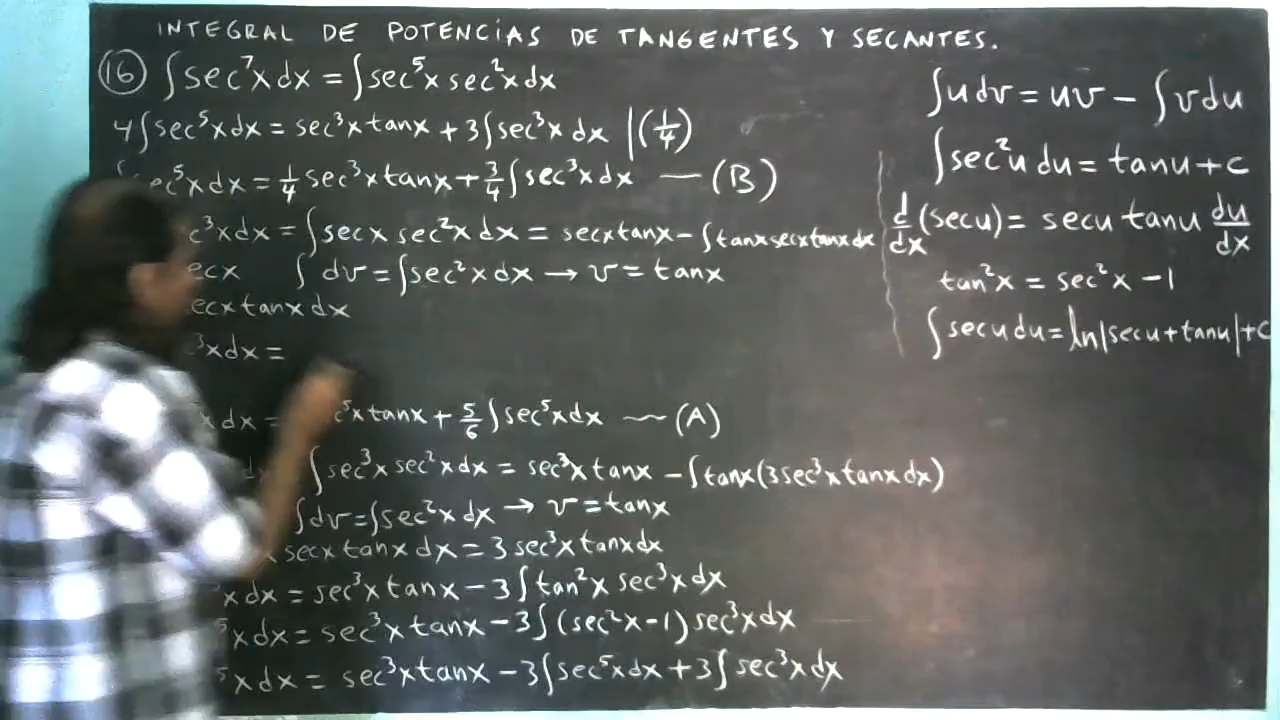 INTEGRAL DE POTENCIAS DE TANGENTES Y SECANTES.
(16) ∫sec⁷x dx = ∫sec⁵x sec²x dx
4∫sec⁵x dx = sec³x tanx + 3∫sec³x dx |(1/4)
ec⁵x dx = 1/4 sec³x tanx + 3/4 ∫sec³x dx — (B)
c³x dx = ∫secx sec²x dx = secx tanx - ∫tanx secx tanx dx
ecx ∫dv = ∫sec²x dx → v = tanx
ecx tanx dx
³x dx =
x dx = c⁵x tanx + 5/6 ∫sec⁵x dx — (A)
∫sec³x sec²x dx = sec³x tanx - ∫tanx(3sec³x tanx dx)
∫dv = ∫sec²x dx → v = tanx
x secx tanx dx = 3 sec³x tanx dx
x dx = sec³x tanx - 3∫tan²x sec³x dx
⁵x dx = sec³x tanx - 3∫(sec²x - 1) sec³x dx
⁵x dx = sec³x tanx - 3∫sec⁵x dx + 3∫sec³x dx
∫u dv = uv - ∫v du
∫sec²u du = tanu + c
d/dx (secu) = secu tanu du/dx
tan²x = sec²x - 1
∫secu du = ln|secu + tanu| + c